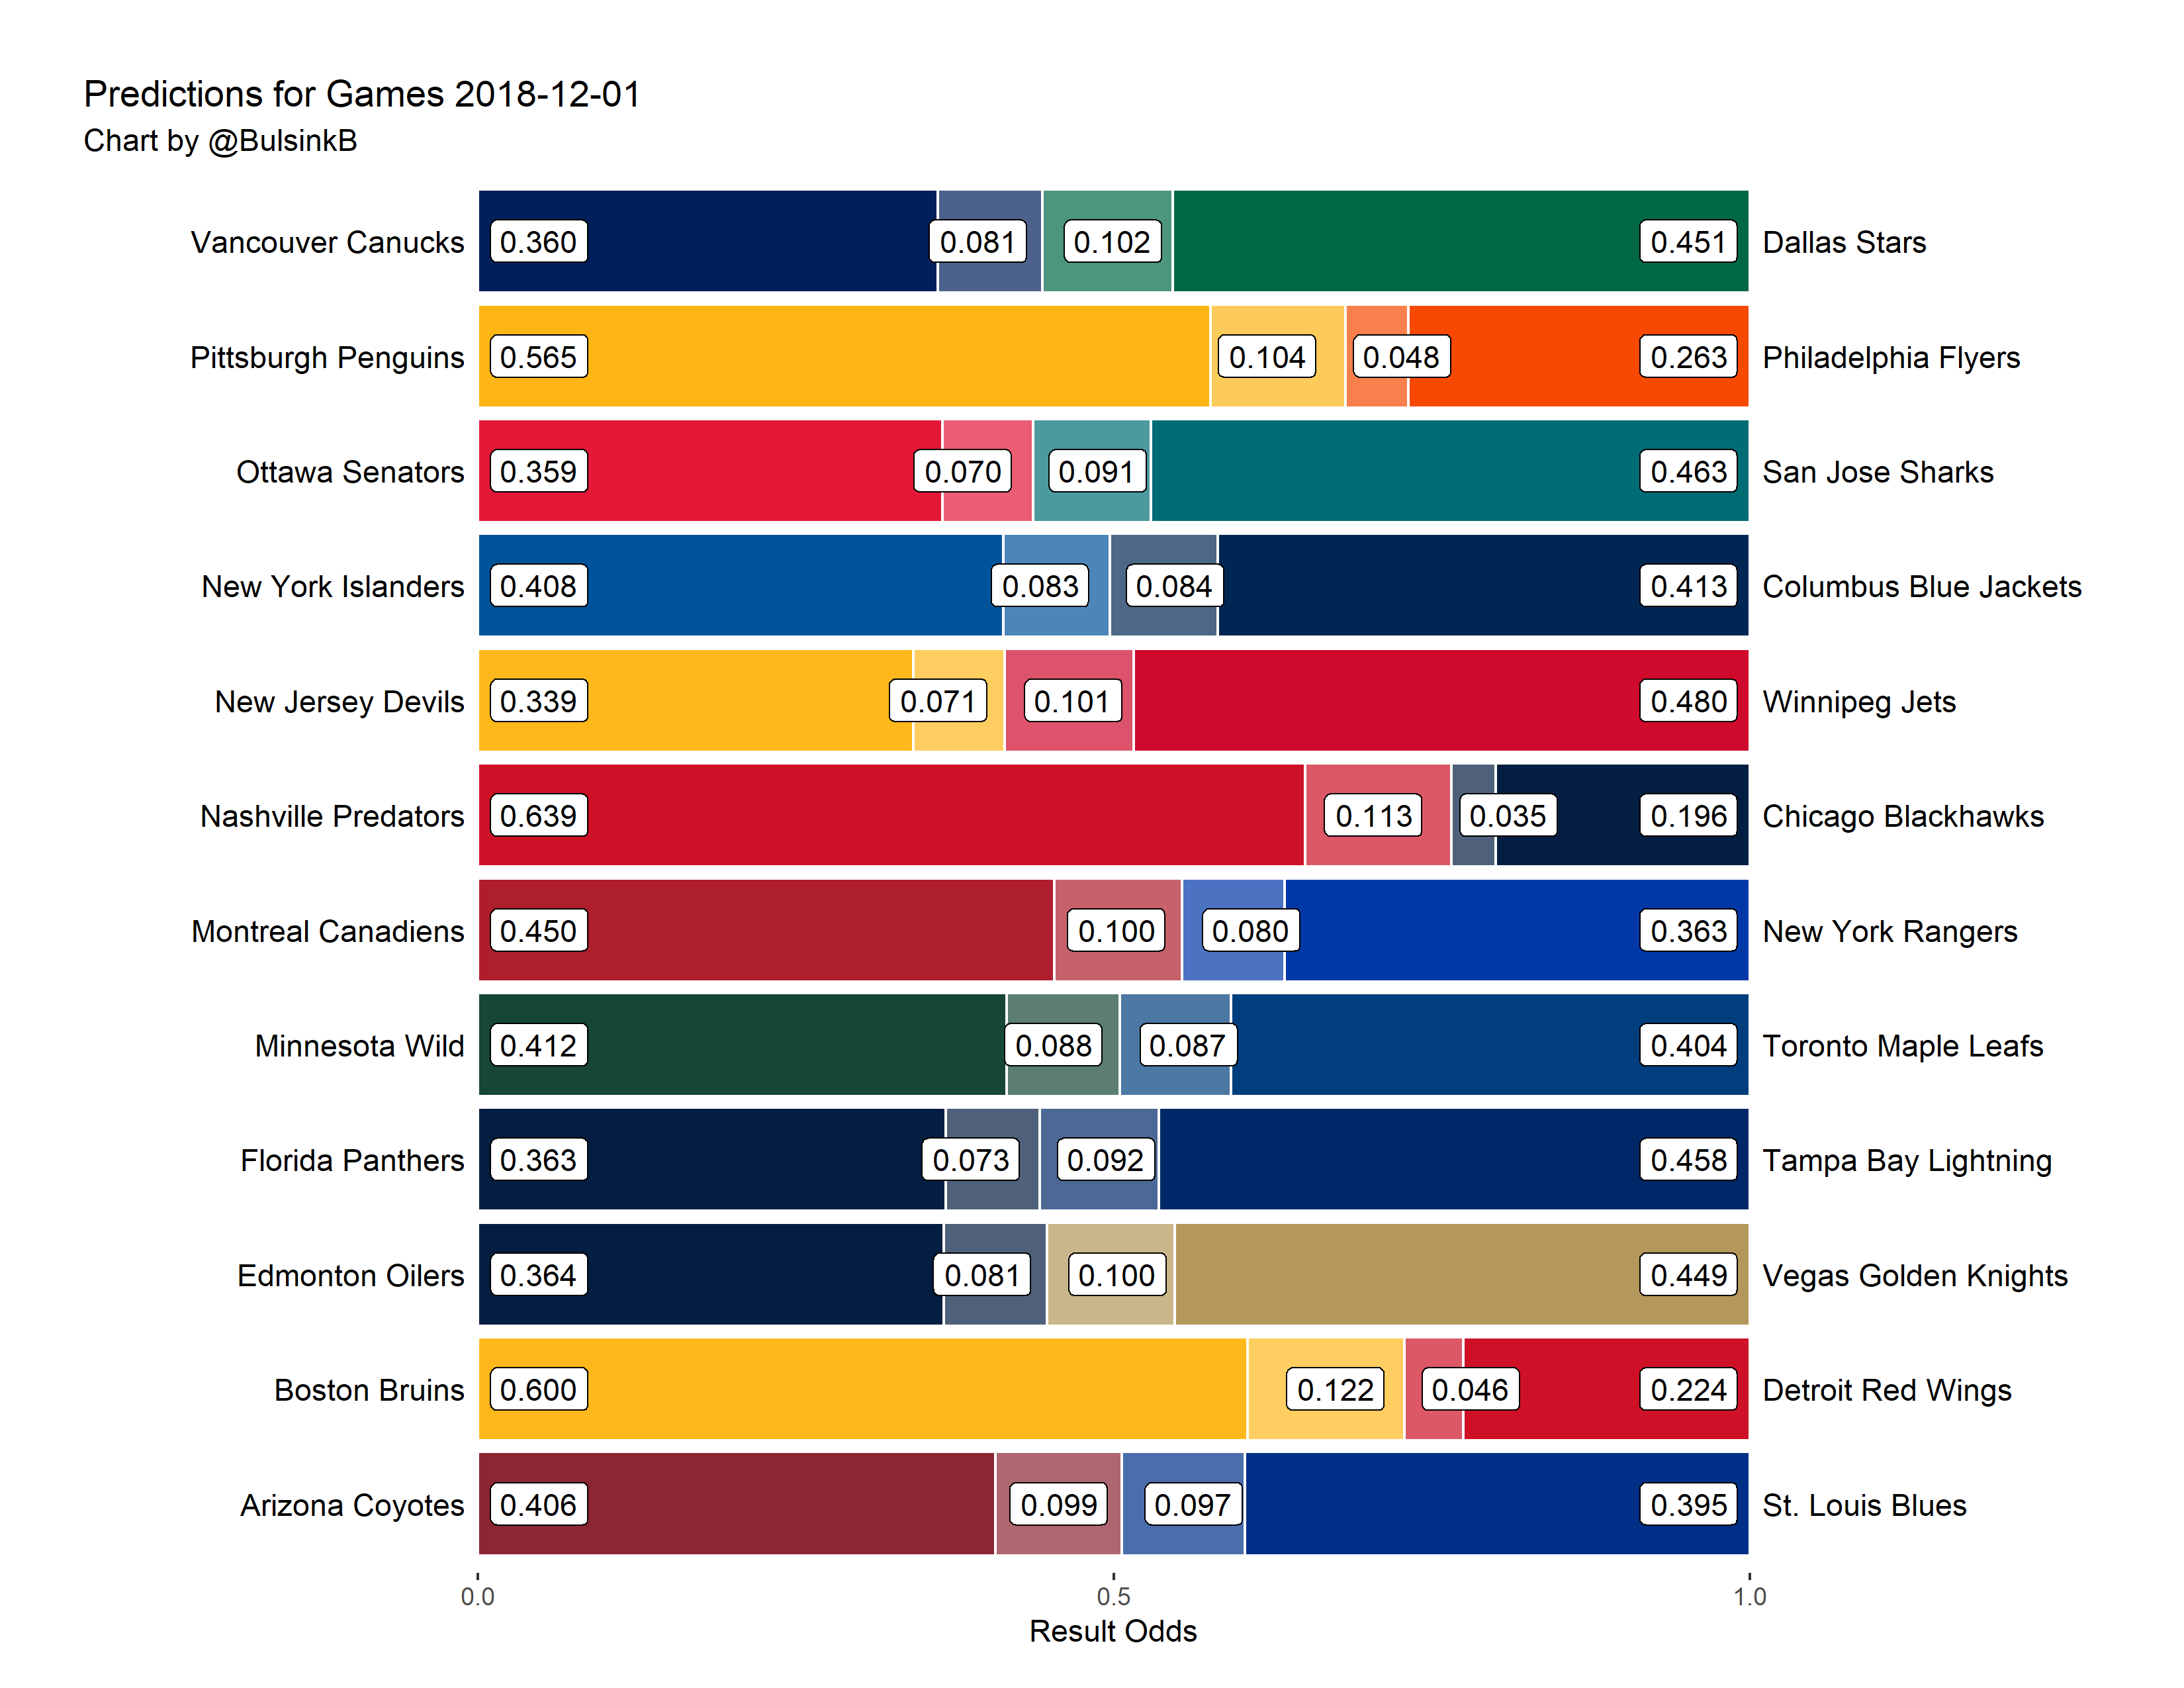 Predictions for Games 2018-12-01
Chart by @BulsinkB
Vancouver Canucks 0.360 0.081 0.102 0.451 Dallas Stars
Pittsburgh Penguins 0.565 0.104 0.048 0.263 Philadelphia Flyers
Ottawa Senators 0.359 0.070 0.091 0.463 San Jose Sharks
New York Islanders 0.408 0.083 0.084 0.413 Columbus Blue Jackets
New Jersey Devils 0.339 0.071 0.101 0.480 Winnipeg Jets
Nashville Predators 0.639 0.113 0.035 0.196 Chicago Blackhawks
Montreal Canadiens 0.450 0.100 0.080 0.363 New York Rangers
Minnesota Wild 0.412 0.088 0.087 0.404 Toronto Maple Leafs
Florida Panthers 0.363 0.073 0.092 0.458 Tampa Bay Lightning
Edmonton Oilers 0.364 0.081 0.100 0.449 Vegas Golden Knights
Boston Bruins 0.600 0.122 0.046 0.224 Detroit Red Wings
Arizona Coyotes 0.406 0.099 0.097 0.395 St. Louis Blues
0.0 0.5 1.0
Result Odds